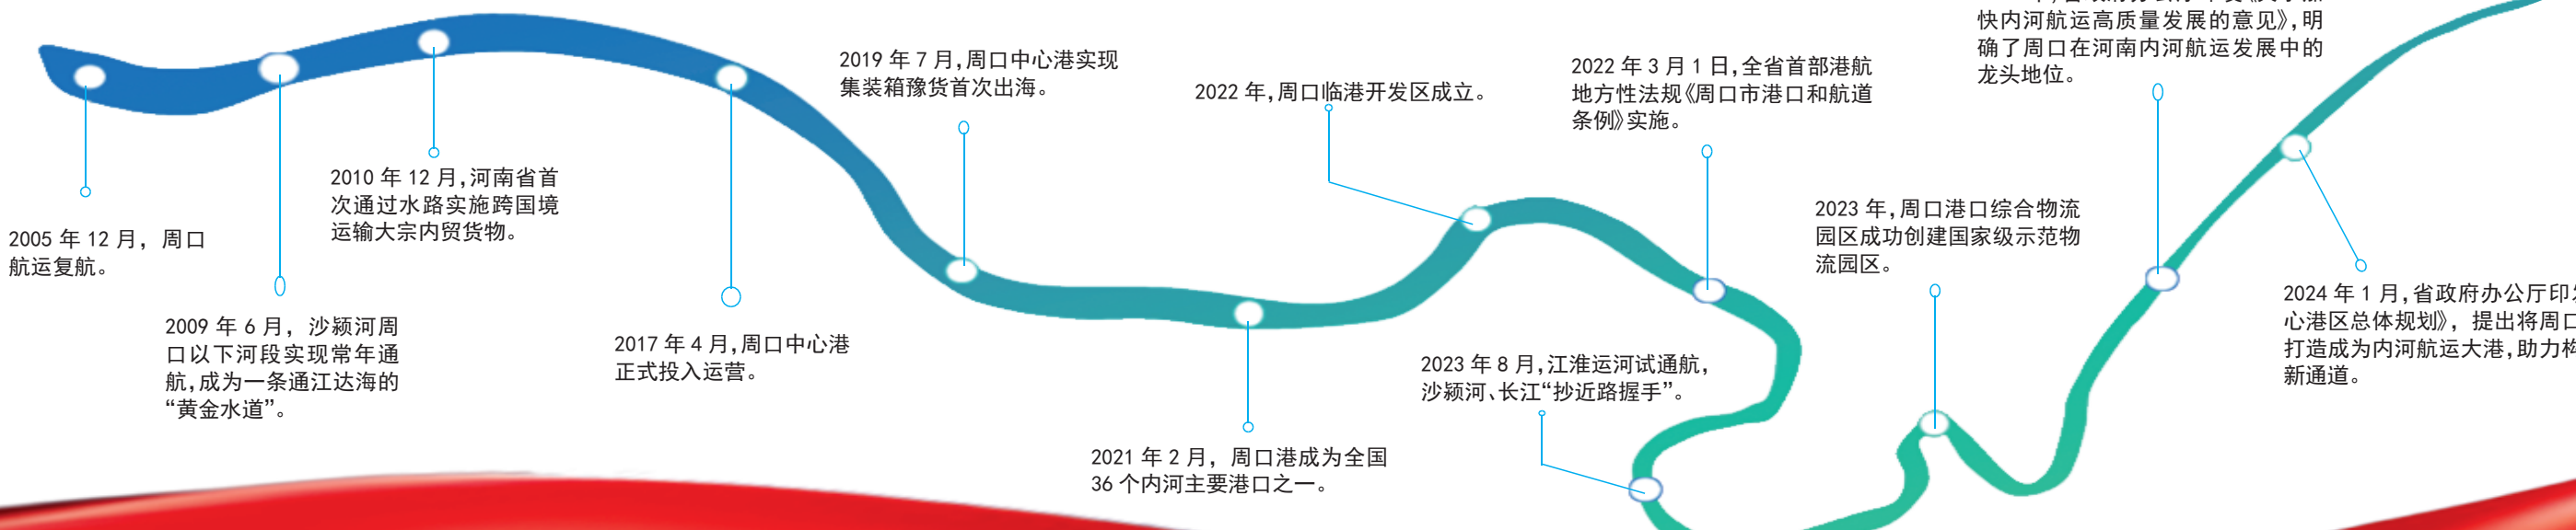 2005 年 12 月，周口
航运复航。
2009 年 6 月，沙颍河周
口以下河段实现常年通
航，成为一条通江达海的
“黄金水道”。
2010 年 12 月，河南省首
次通过水路实施跨国境
运输大宗内贸货物。
2017 年 4 月，周口中心港
正式投入运营。
2019 年 7 月，周口中心港实现
集装箱豫货首次出海。
2021 年 2 月，周口港成为全国
36 个内河主要港口之一。
2022 年，周口临港开发区成立。
2022 年 3 月 1 日，全省首部港航
地方性法规《周口市港口和航道
条例》实施。
2023 年 8 月，江淮运河试通航，
沙颍河、长江“抄近路握手”。
2023 年，周口港口综合物流
园区成功创建国家级示范物
流园区。
快内河航运高质量发展的意见》，明
确了周口在河南内河航运发展中的
龙头地位。
2024 年 1 月，省政府办公厅印
心港区总体规划》，提出将周口
打造成为内河航运大港，助力构
新通道。